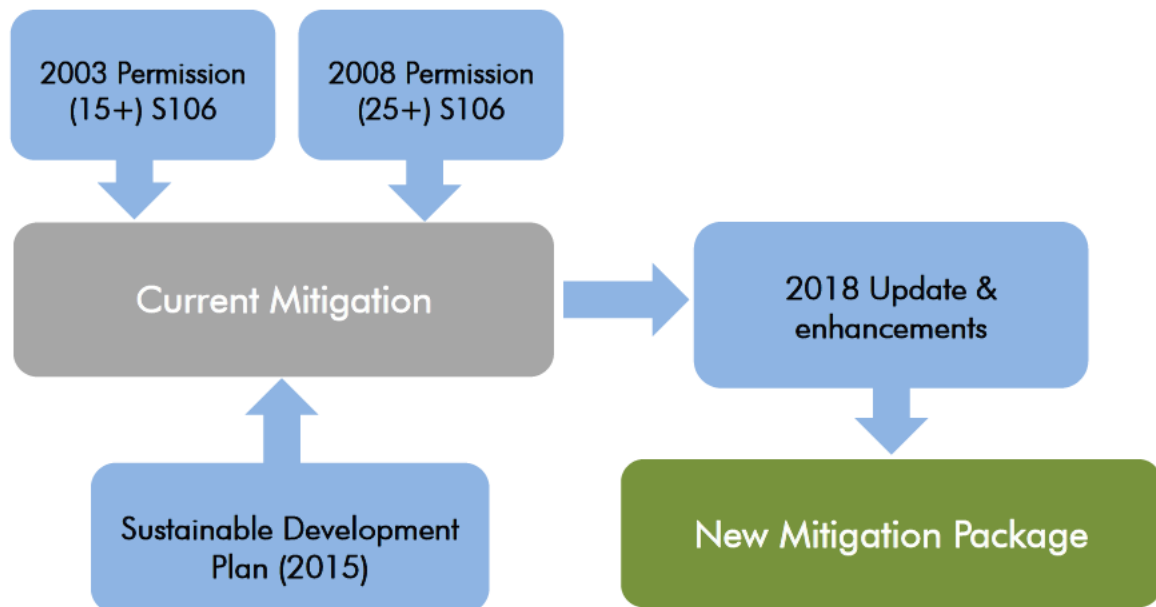 2003 Permission
(15+) S106
2008 Permission
(25+) S106
Current Mitigation
2018 Update &
enhancements
Sustainable Development
Plan (2015)
New Mitigation Package